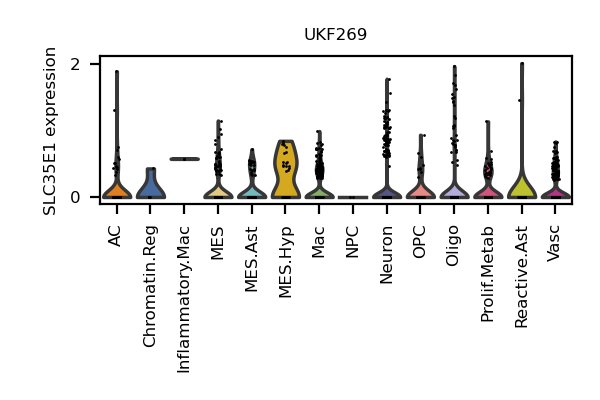 UKF269
SLC35E1 expression
2
0
AC
Chromatin.Reg
Inflammatory.Mac
MES
MES.Ast
MES.Hyp
Mac
NPC
Neuron
OPC
Oligo
Prolif.Metab
Reactive.Ast
Vasc